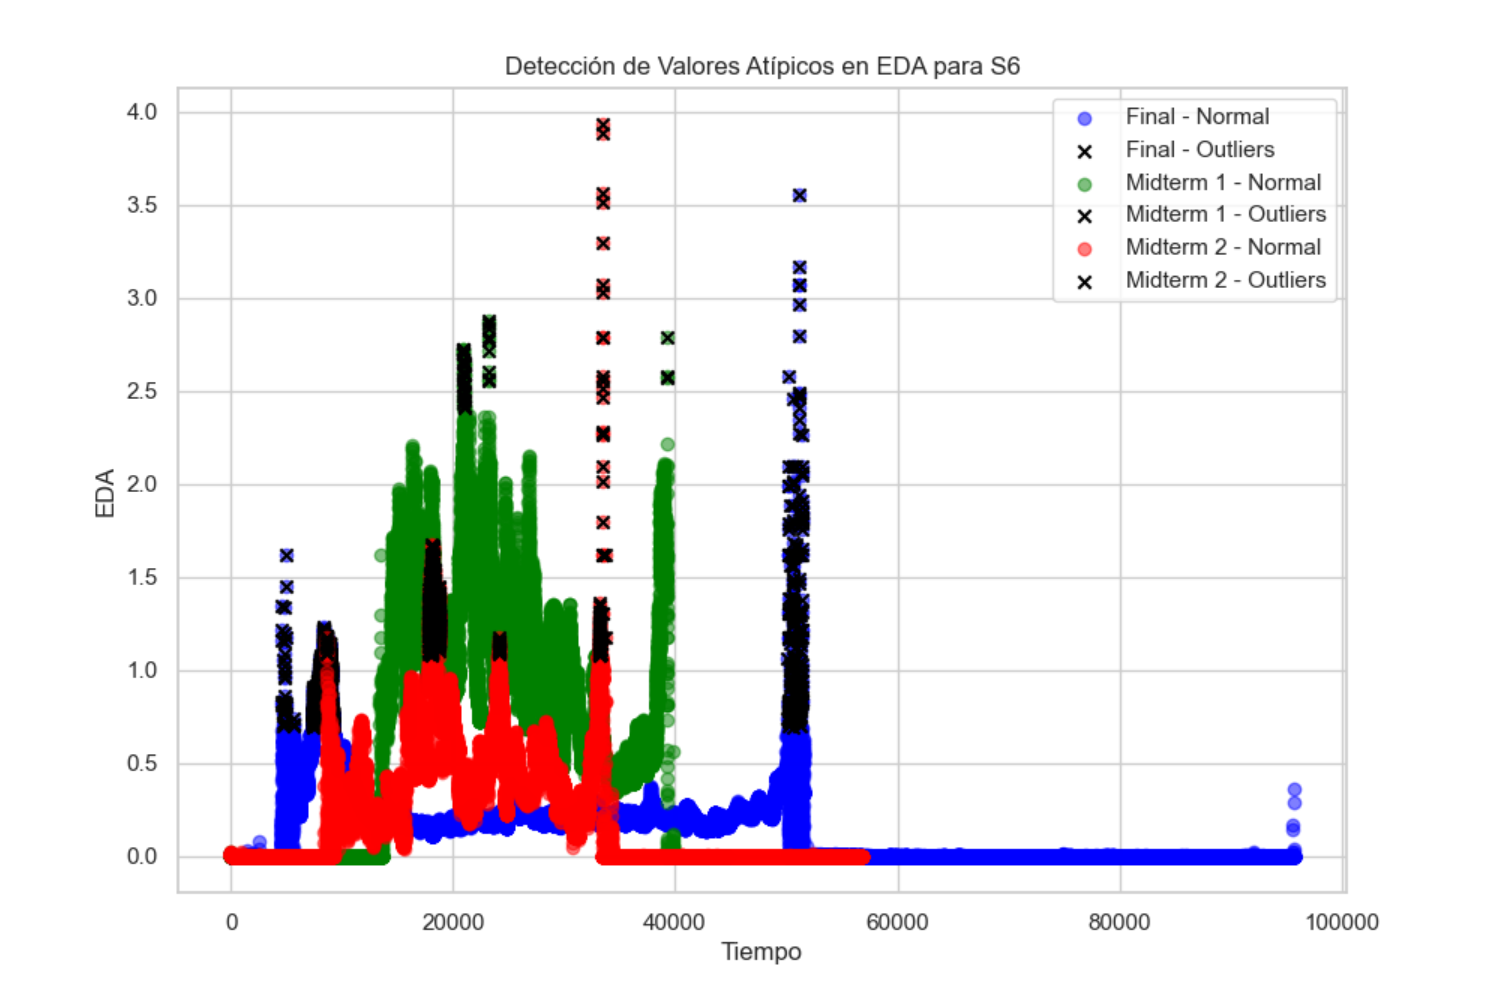 Detección de Valores Atípicos en EDA para S6
4.0
3.5
3.0
2.5
2.0
1.5
1.0
0.5
0.0
EDA
Final - Normal
Final - Outliers
Midterm 1 - Normal
Midterm 1 - Outliers
Midterm 2 - Normal
Midterm 2 - Outliers
0 20000 40000 60000 80000 100000
Tiempo